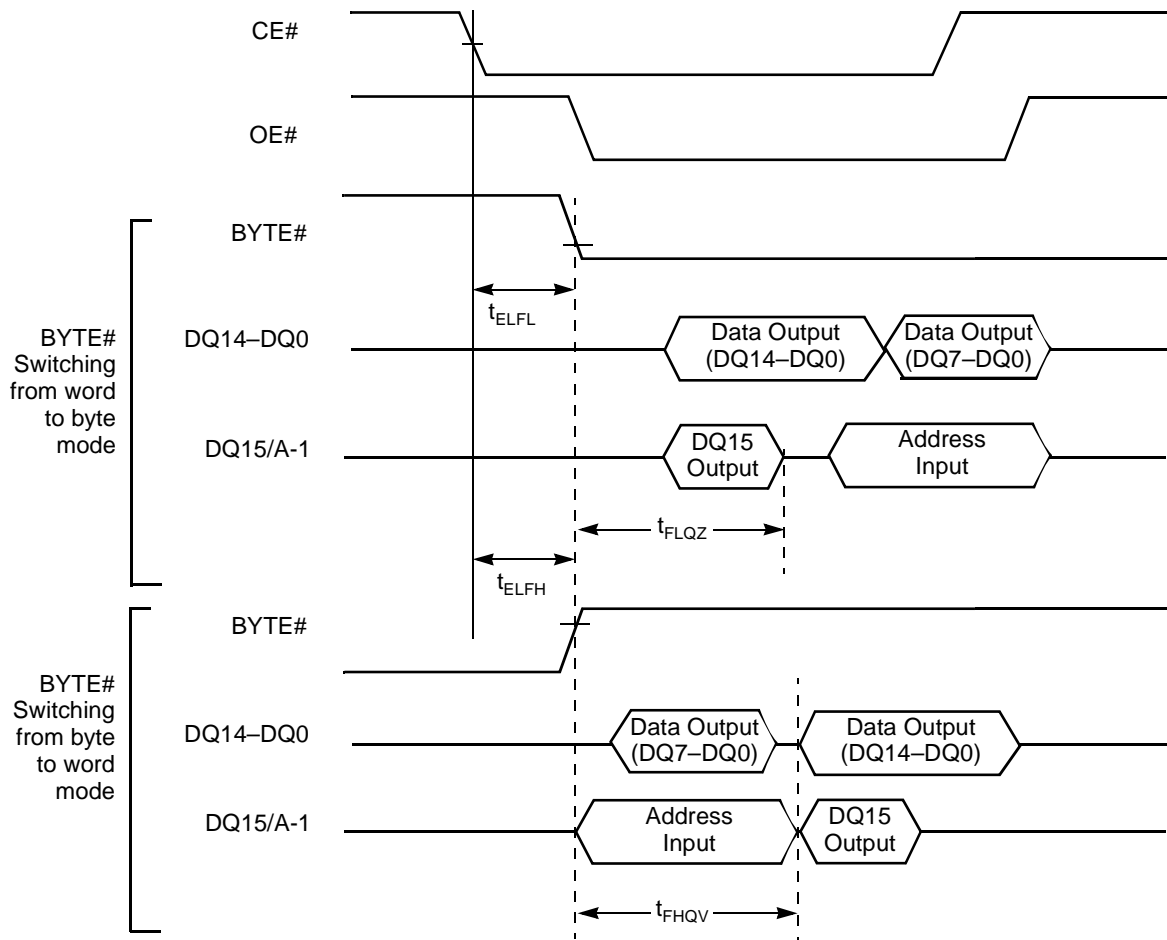 CE#
OE#
BYTE#
tELFL
BYTE#
Switching
from word
to byte
mode
DQ14–DQ0
Data Output
(DQ14–DQ0)
Data Output
(DQ7–DQ0)
DQ15/A-1
DQ15
Output
Address
Input
tFLQZ
tELFH
BYTE#
BYTE#
Switching
from byte
to word
mode
DQ14–DQ0
Data Output
(DQ7–DQ0)
Data Output
(DQ14–DQ0)
DQ15/A-1
Address
Input
DQ15
Output
tFHQV